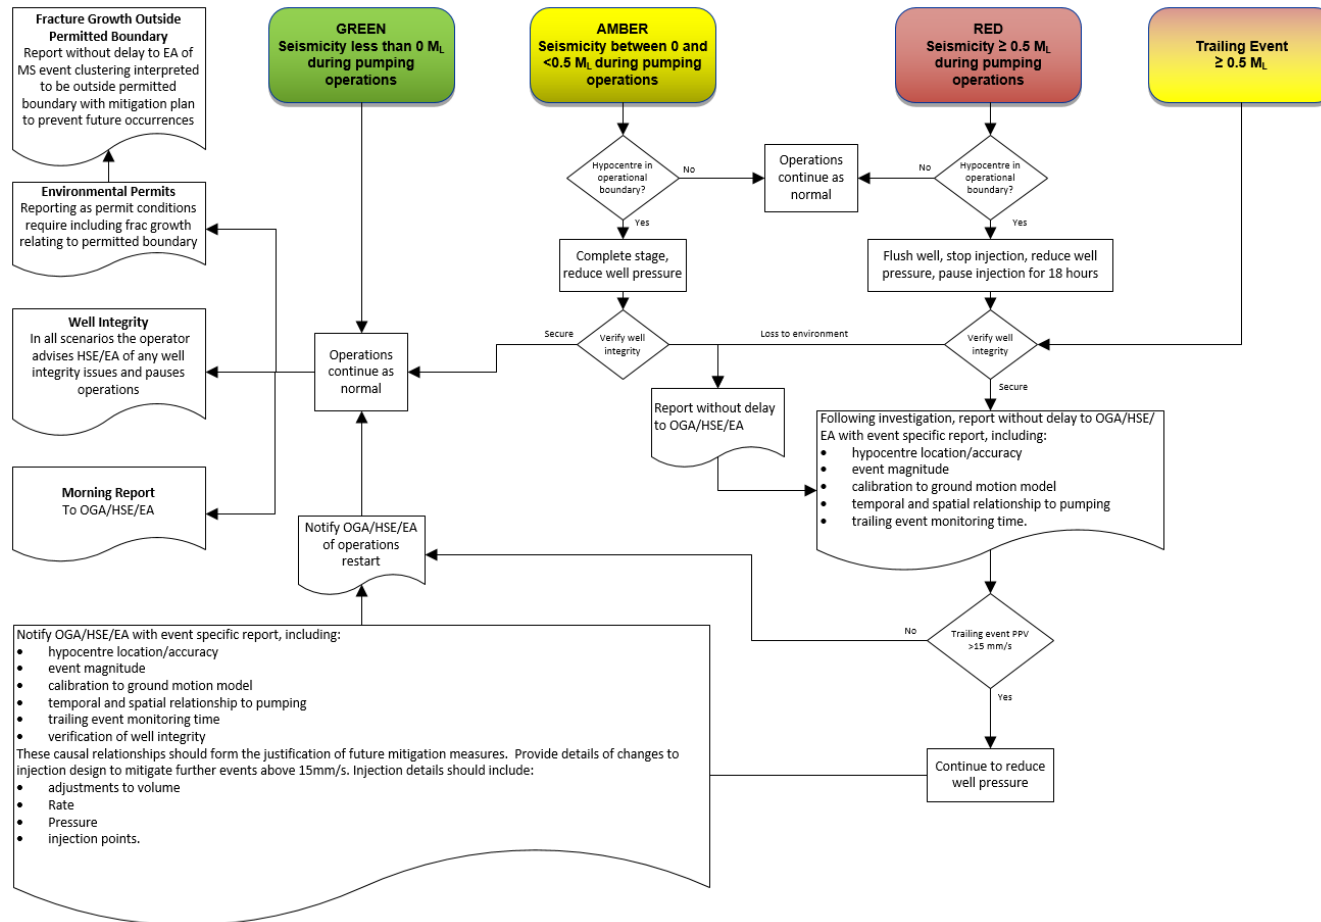 Fracture Growth Outside
Permitted Boundary
Report without delay to EA of
MS event clustering interpreted
to be outside permitted
boundary with mitigation plan
to prevent future occurrences
GREEN
Seismicity less than 0 ML
during pumping
operations
AMBER
Seismicity between 0 and
<0.5 ML during pumping
operations
RED
Seismicity ≥ 0.5 ML
during pumping
operations
Trailing Event
≥ 0.5 ML
Environmental Permits
Reporting as permit conditions
require including frac growth
relating to permitted boundary
Hypocentre in
operational
boundary?
No
Operations
continue as
normal
No
Hypocentre in
operational
boundary?
Yes
Yes
Complete stage,
reduce well pressure
Flush well, stop injection, reduce well
pressure, pause injection for 18 hours
Well Integrity
In all scenarios the operator
advises HSE/EA of any well
integrity issues and pauses
operations
Operations
continue as
normal
Secure
Verify well
integrity
Loss to environment
Verify well
integrity
Secure
Report without delay
to OGA/HSE/EA
Following investigation, report without delay to OGA/HSE/
EA with event specific report, including:
• hypocentre location/accuracy
• event magnitude
• calibration to ground motion model
• temporal and spatial relationship to pumping
• trailing event monitoring time.
Morning Report
To OGA/HSE/EA
Notify OGA/HSE/EA
of operations
restart
No
Trailing event PPV
>15 mm/s
Yes
Continue to reduce
well pressure
Notify OGA/HSE/EA with event specific report, including:
• hypocentre location/accuracy
• event magnitude
• calibration to ground motion model
• temporal and spatial relationship to pumping
• trailing event monitoring time
• verification of well integrity
These causal relationships should form the justification of future mitigation measures. Provide details of changes to
injection design to mitigate further events above 15mm/s. Injection details should include:
• adjustments to volume
• Rate
• Pressure
• injection points.